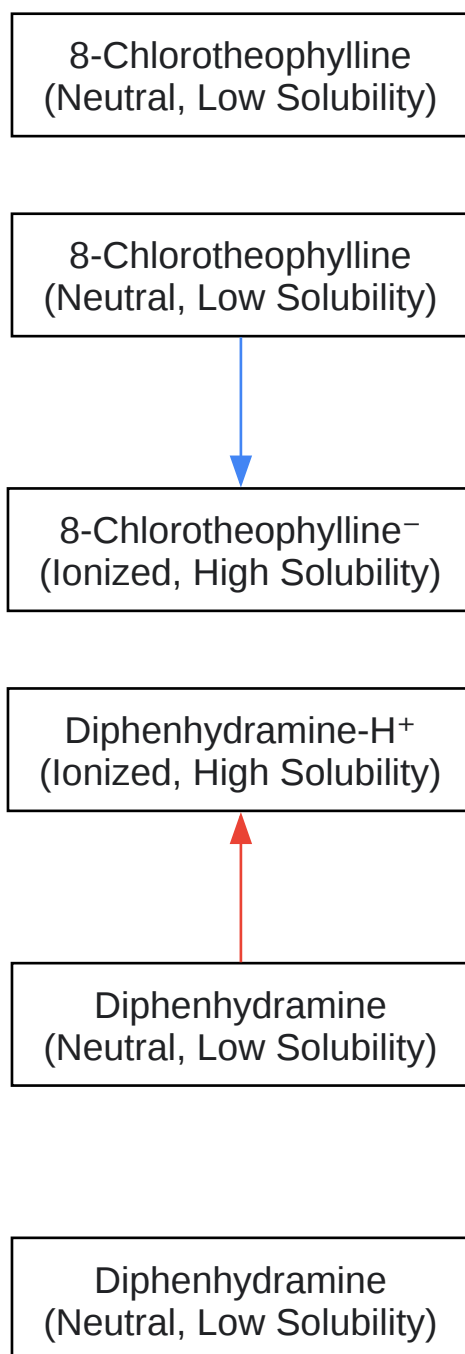 8-Chlorotheophylline
(Neutral, Low Solubility)
8-Chlorotheophylline
(Neutral, Low Solubility)
8-Chlorotheophylline⁻
(Ionized, High Solubility)
Diphenhydramine-H⁺
(Ionized, High Solubility)
Diphenhydramine
(Neutral, Low Solubility)
Diphenhydramine
(Neutral, Low Solubility)